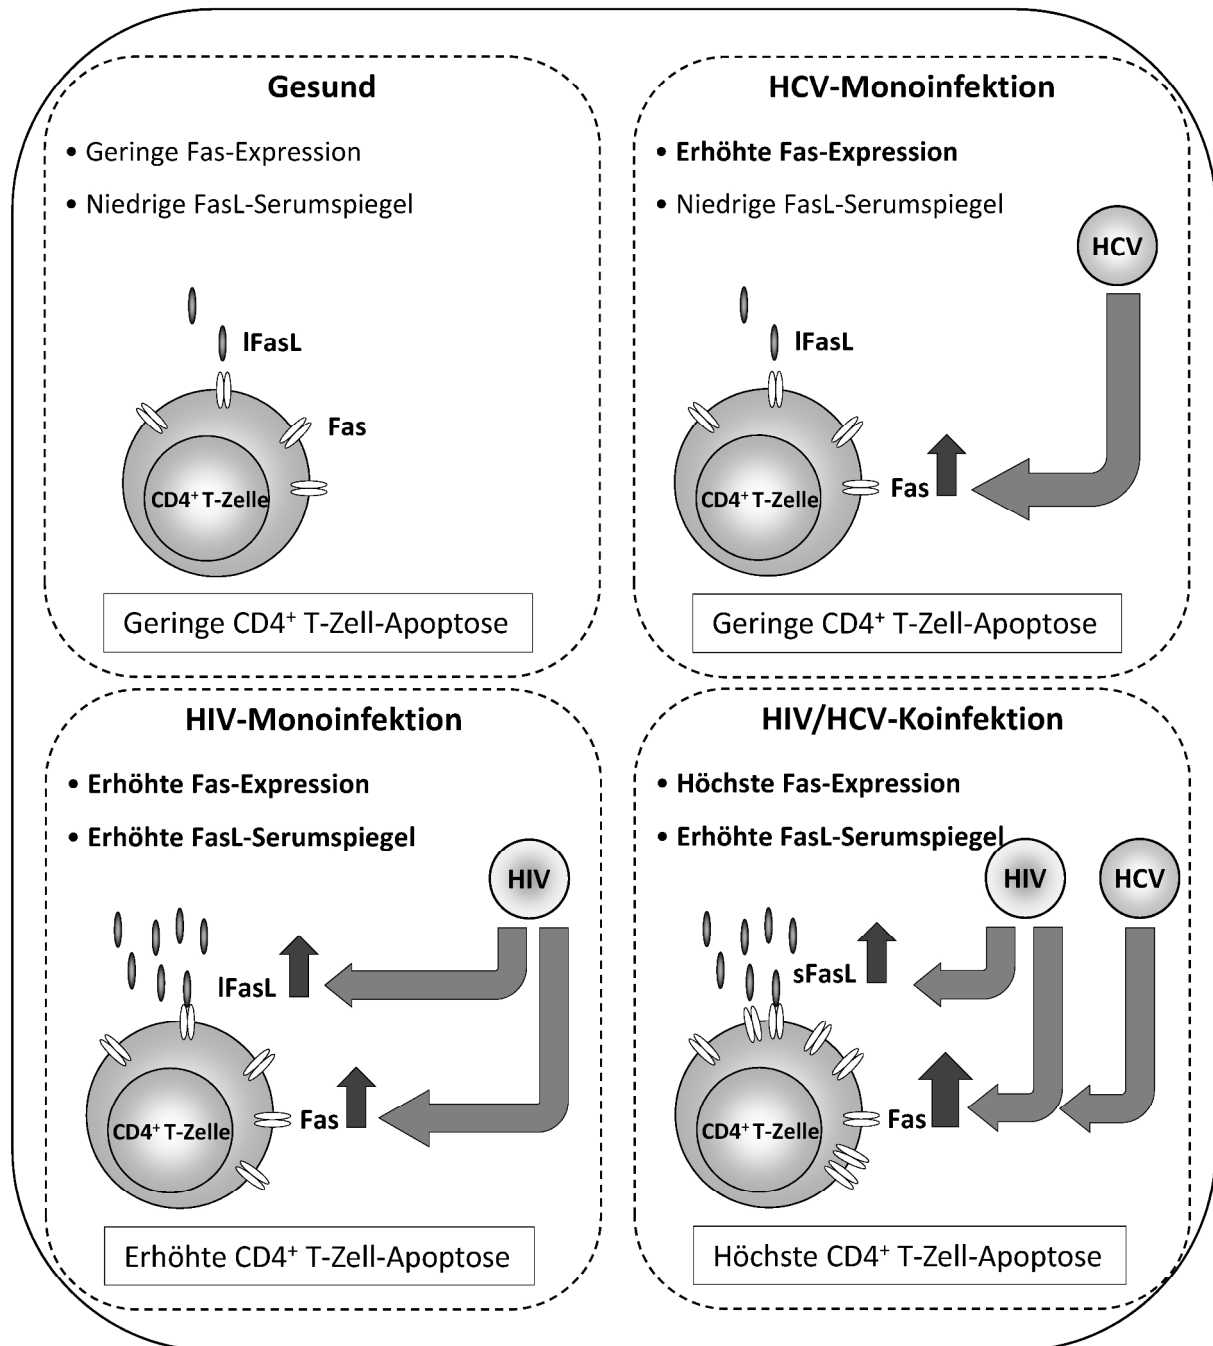 Gesund
• Geringe Fas-Expression
• Niedrige FasL-Serumspiegel
lFasL
Fas
CD4⁺ T-Zelle
Geringe CD4⁺ T-Zell-Apoptose
HCV-Monoinfektion
• Erhöhte Fas-Expression
• Niedrige FasL-Serumspiegel
HCV
lFasL
Fas
CD4⁺ T-Zelle
Geringe CD4⁺ T-Zell-Apoptose
HIV-Monoinfektion
• Erhöhte Fas-Expression
• Erhöhte FasL-Serumspiegel
HIV
lFasL
Fas
CD4⁺ T-Zelle
Erhöhte CD4⁺ T-Zell-Apoptose
HIV/HCV-Koinfektion
• Höchste Fas-Expression
• Erhöhte FasL-Serumspiegel
HIV
HCV
sFasL
Fas
CD4⁺ T-Zelle
Höchste CD4⁺ T-Zell-Apoptose